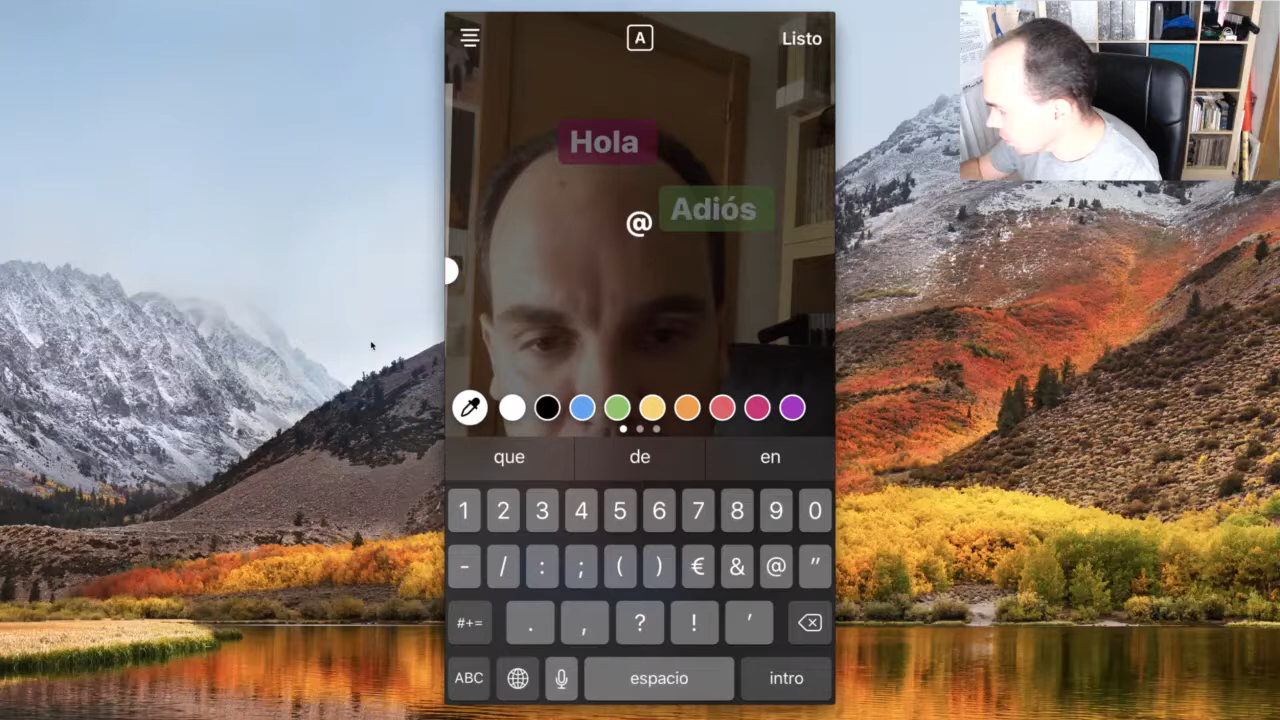 A Listo
Hola
Adiós
@
que de en
1 2 3 4 5 6 7 8 9 0
- / : ; ( ) € & @ "
#+= . , ? ! '
ABC espacio intro